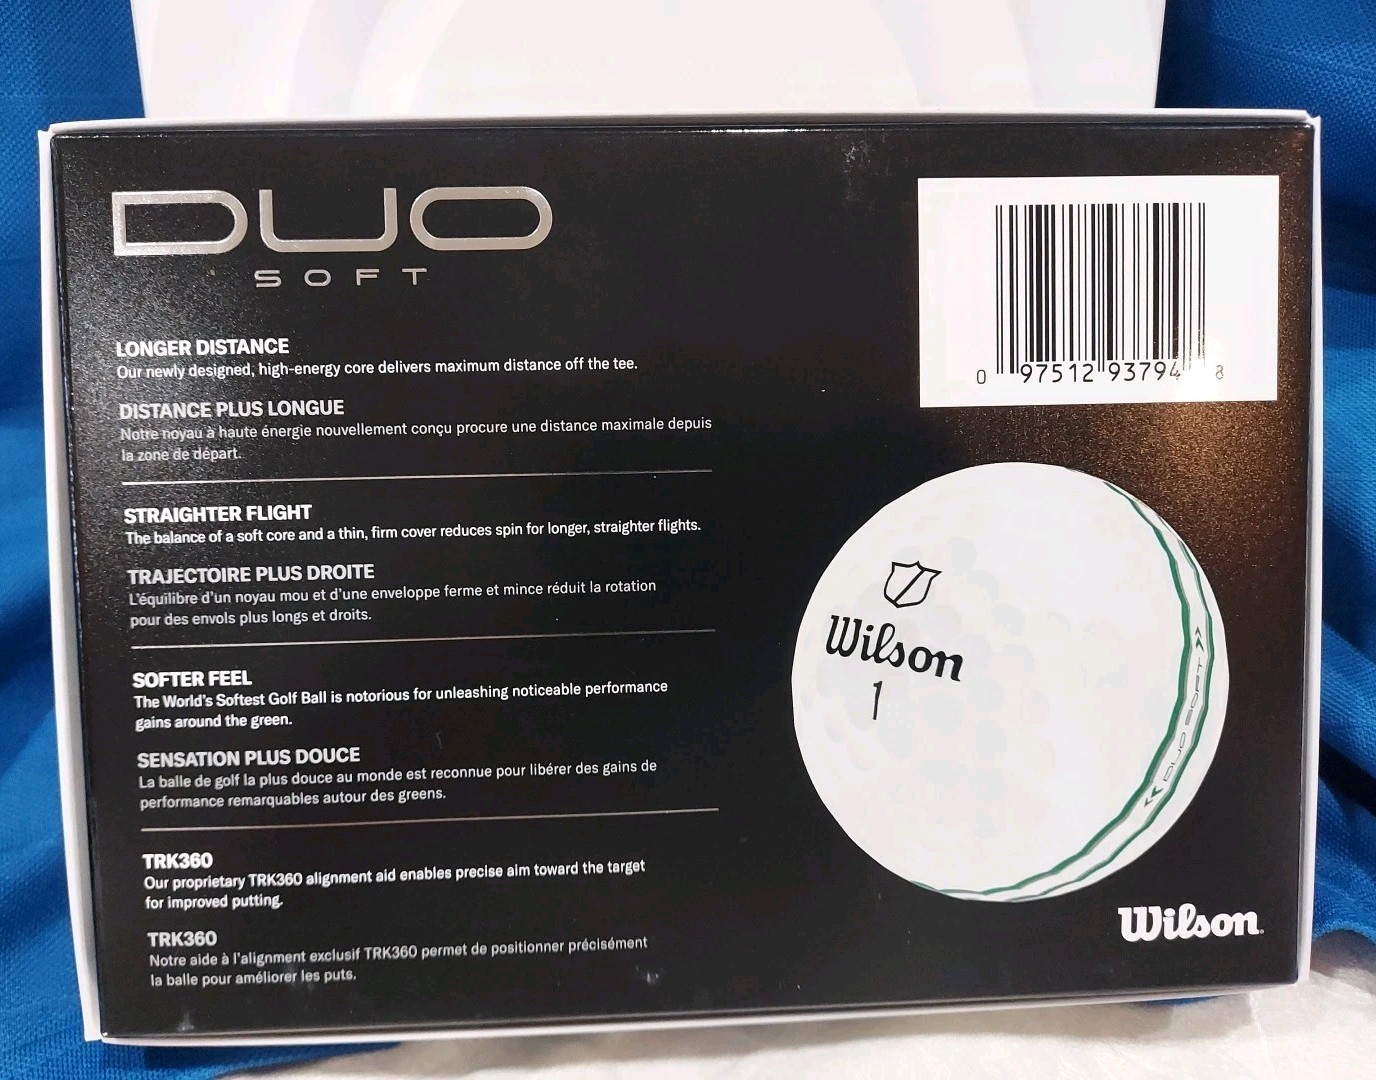 DUO
SOFT
LONGER DISTANCE
Our newly designed, high-energy core delivers maximum distance off the tee.
DISTANCE PLUS LONGUE
Notre noyau à haute énergie nouvellement conçu procure une distance maximale depuis
la zone de départ.
STRAIGHTER FLIGHT
The balance of a soft core and a thin, firm cover reduces spin for longer, straighter flights.
TRAJECTOIRE PLUS DROITE
L'équilibre d'un noyau mou et d'une enveloppe ferme et mince réduit la rotation
pour des envols plus longs et droits.
SOFTER FEEL
The World's Softest Golf Ball is notorious for unleashing noticeable performance
gains around the green.
SENSATION PLUS DOUCE
La balle de golf la plus douce au monde est reconnue pour libérer des gains de
performance remarquables autour des greens.
TRK360
Our proprietary TRK360 alignment aid enables precise aim toward the target
for improved putting.
TRK360
Notre aide à l'alignement exclusif TRK360 permet de positionner précisément
la balle pour améliorer les puts.
0 97512 93794 8
Wilson
1
DUO SOFT
Wilson.